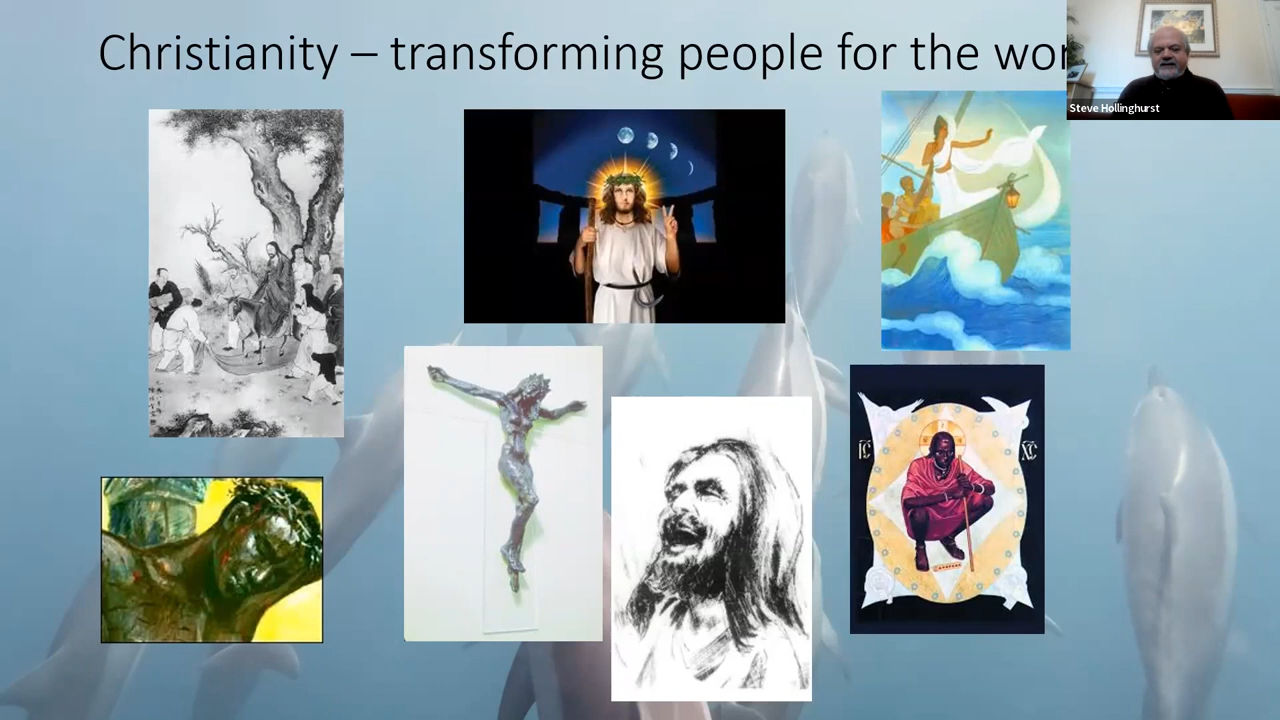 Christianity – transforming people for the wor
Steve Hollinghurst
IC
XC